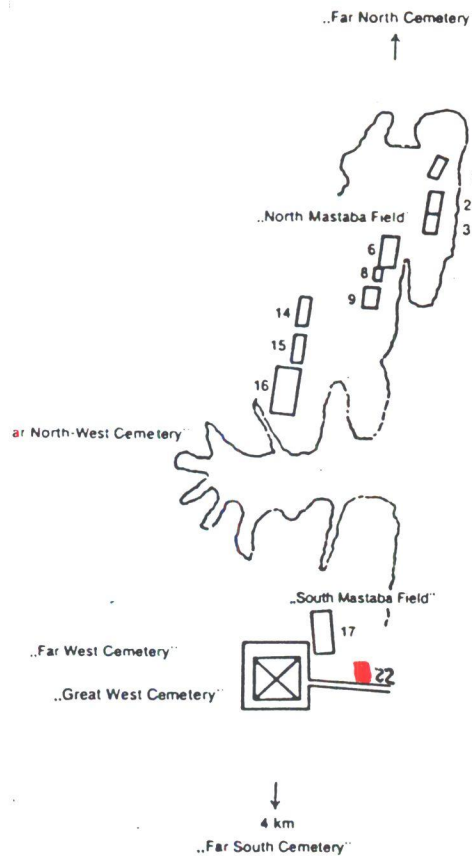 „Far North Cemetery
2
3
„North Mastaba Field
6
8
9
14
15
16
ar North-West Cemetery"
„South Mastaba Field"
17
„Far West Cemetery"
22
„Great West Cemetery"
4 km
„Far South Cemetery"